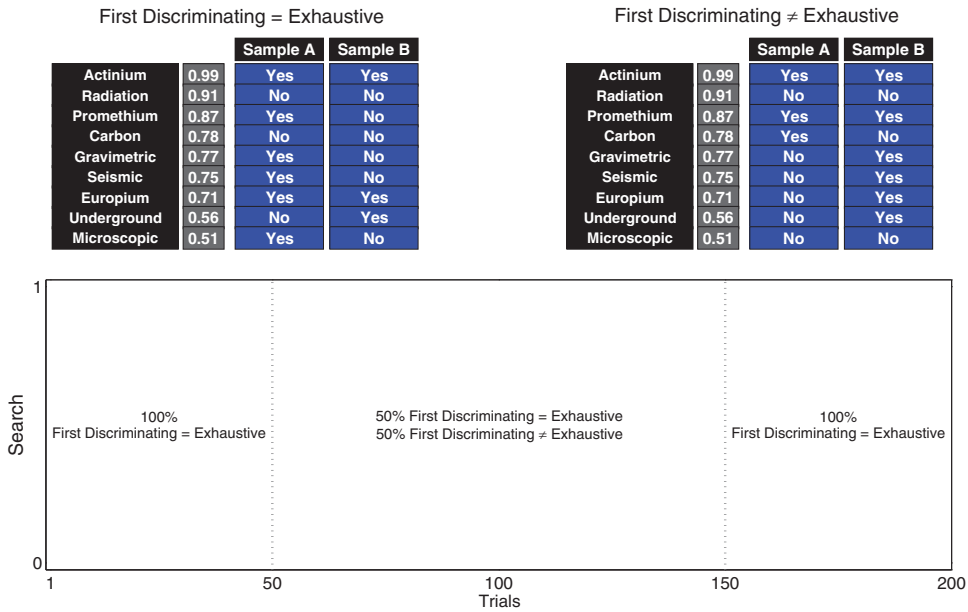 First Discriminating = Exhaustive
Sample A Sample B
Actinium 0.99 Yes Yes
Radiation 0.91 No No
Promethium 0.87 Yes No
Carbon 0.78 No No
Gravimetric 0.77 Yes No
Seismic 0.75 Yes No
Europium 0.71 Yes Yes
Underground 0.56 No Yes
Microscopic 0.51 Yes No
First Discriminating ≠ Exhaustive
Sample A Sample B
Actinium 0.99 Yes Yes
Radiation 0.91 No No
Promethium 0.87 Yes Yes
Carbon 0.78 Yes No
Gravimetric 0.77 No Yes
Seismic 0.75 No Yes
Europium 0.71 No Yes
Underground 0.56 No Yes
Microscopic 0.51 No No
Search
1
0
100%
First Discriminating = Exhaustive
50% First Discriminating = Exhaustive
50% First Discriminating ≠ Exhaustive
100%
First Discriminating = Exhaustive
1 50 100 150 200
Trials